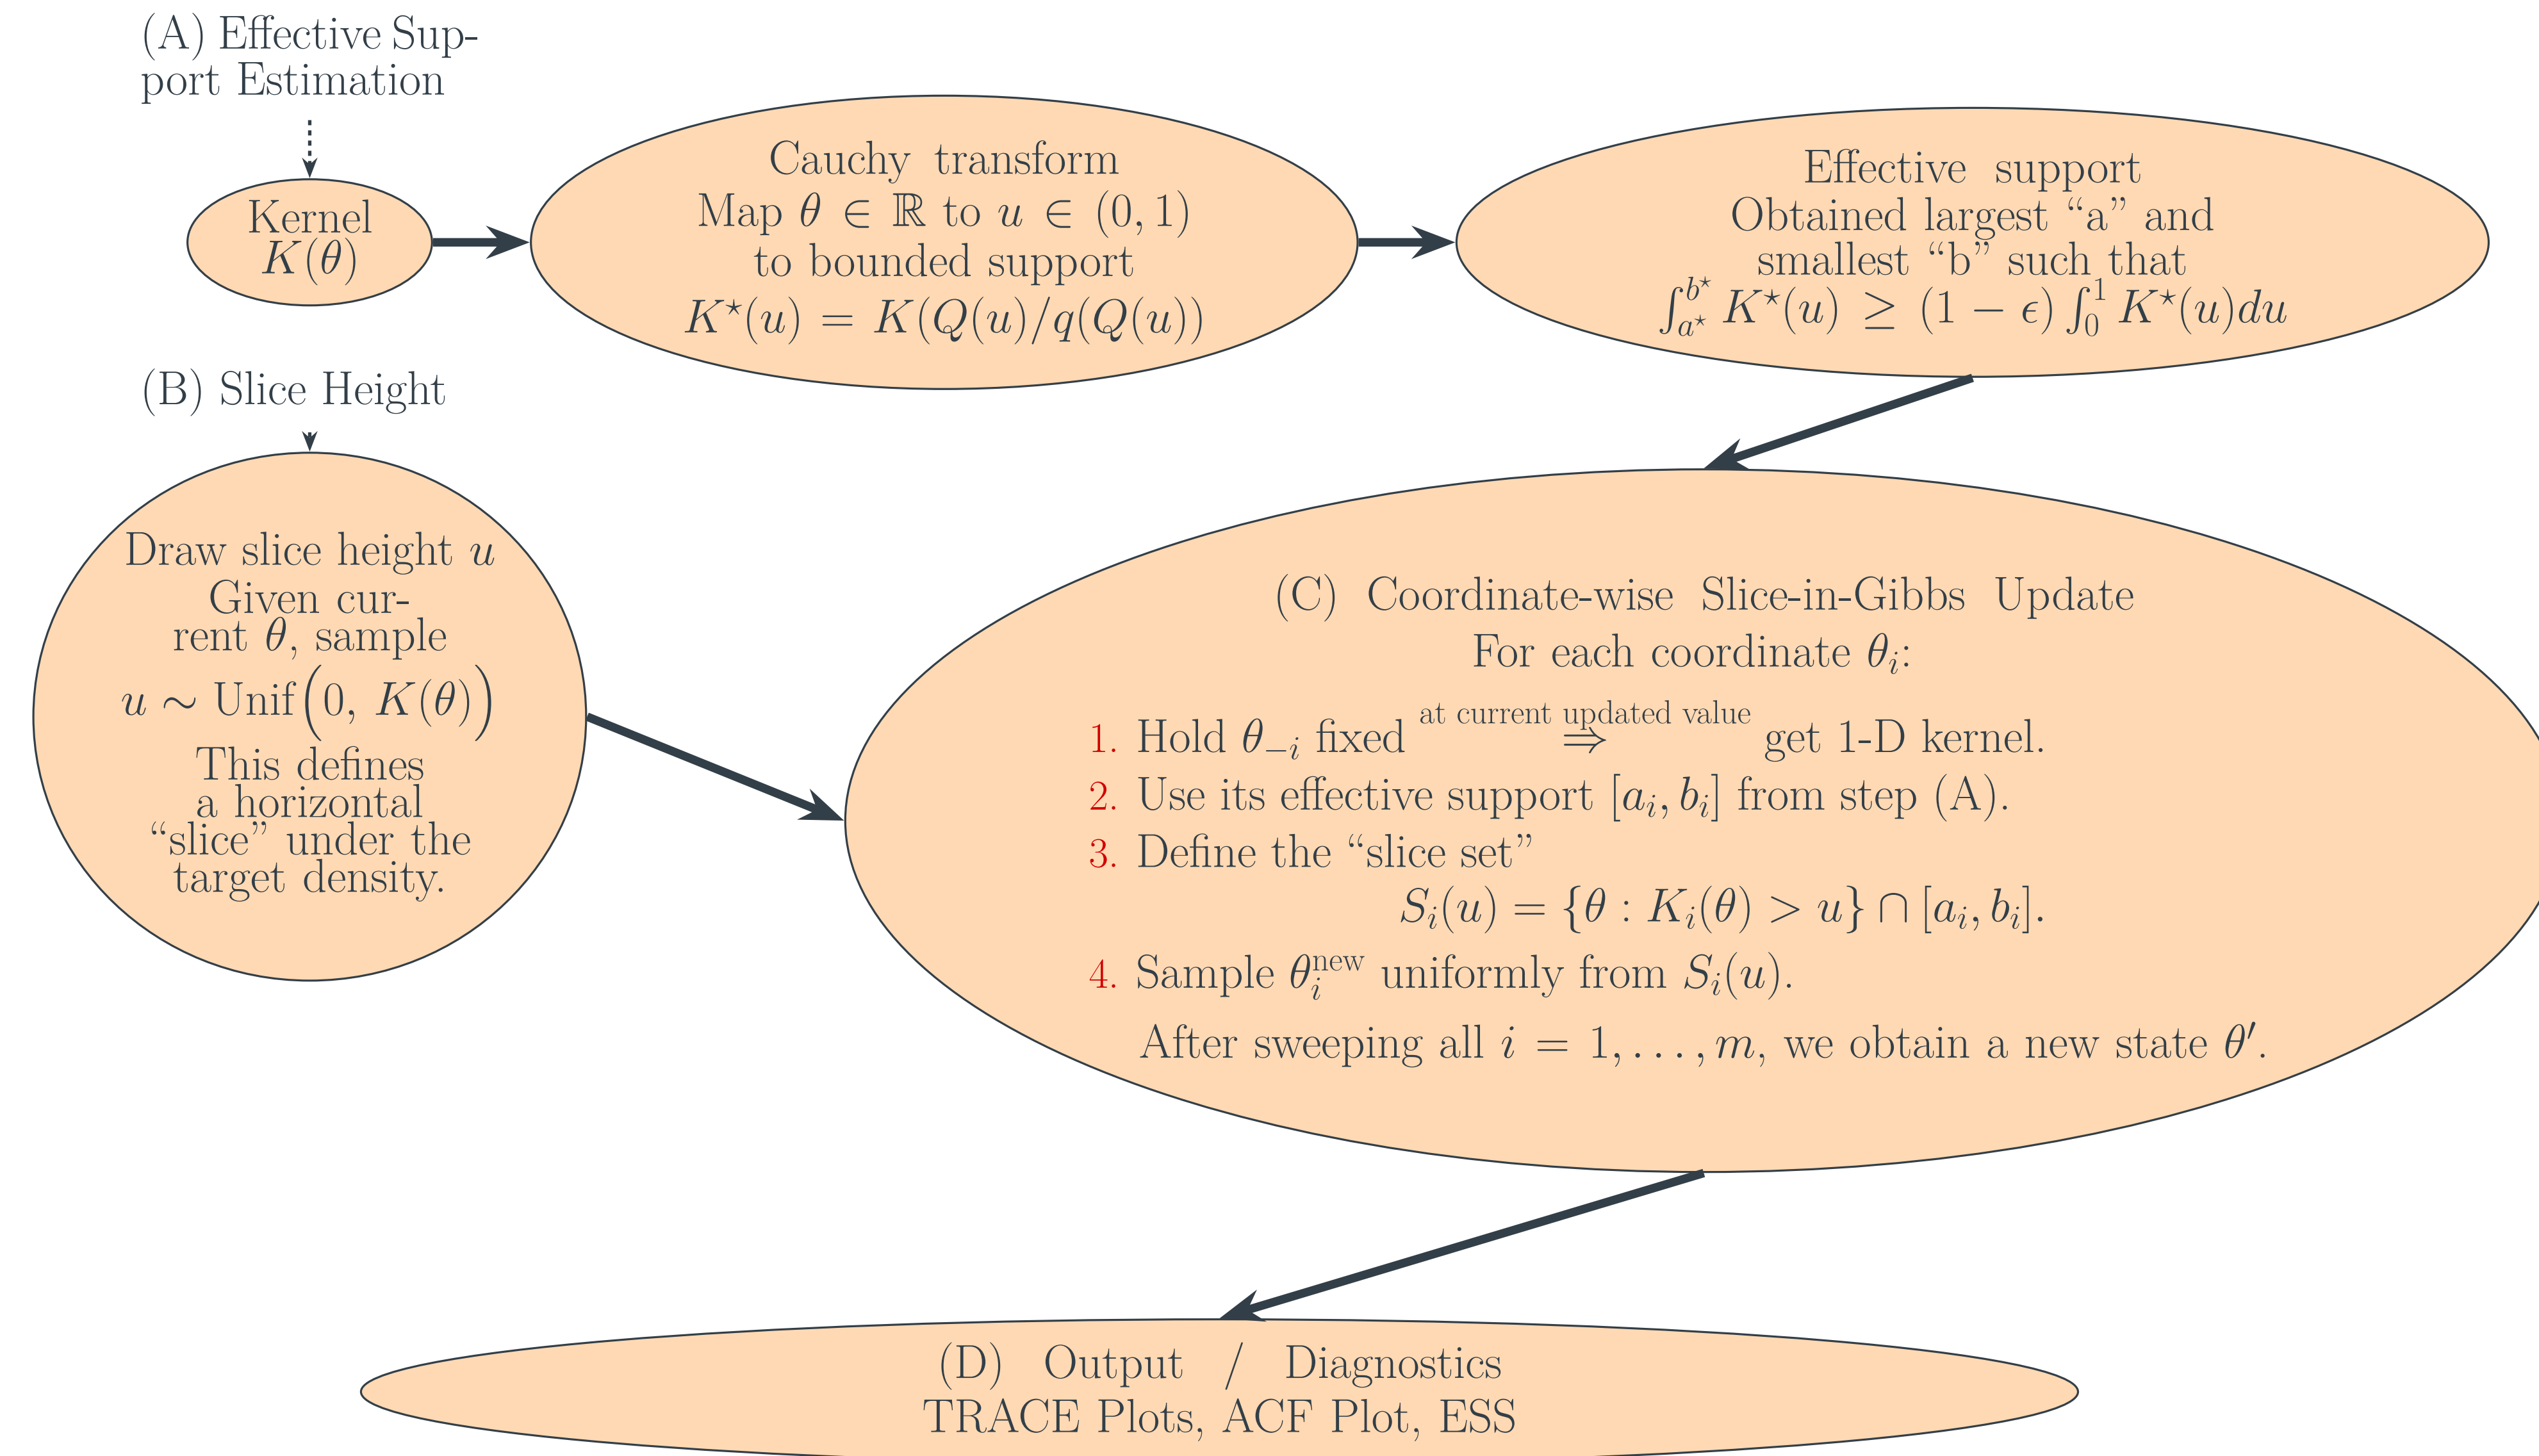 (A) Effective Sup-
port Estimation
Kernel
K(θ)
Cauchy transform
Map θ ∈ ℝ to u ∈ (0, 1)
to bounded support
K⋆(u) = K(Q(u)/q(Q(u))
Effective support
Obtained largest “a” and
smallest “b” such that
∫_{a⋆}^{b⋆} K⋆(u) ≥ (1 − ϵ) ∫_0^1 K⋆(u)du
(B) Slice Height
Draw slice height u
Given cur-
rent θ, sample
u ∼ Unif(0, K(θ))
This defines
a horizontal
“slice” under the
target density.
(C) Coordinate-wise Slice-in-Gibbs Update
For each coordinate θ_i:
1. Hold θ_{−i} fixed ⇒^{at current updated value} get 1-D kernel.
2. Use its effective support [a_i, b_i] from step (A).
3. Define the “slice set”
S_i(u) = {θ : K_i(θ) > u} ∩ [a_i, b_i].
4. Sample θ_i^{new} uniformly from S_i(u).
After sweeping all i = 1, . . . , m, we obtain a new state θ′.
(D) Output / Diagnostics
TRACE Plots, ACF Plot, ESS